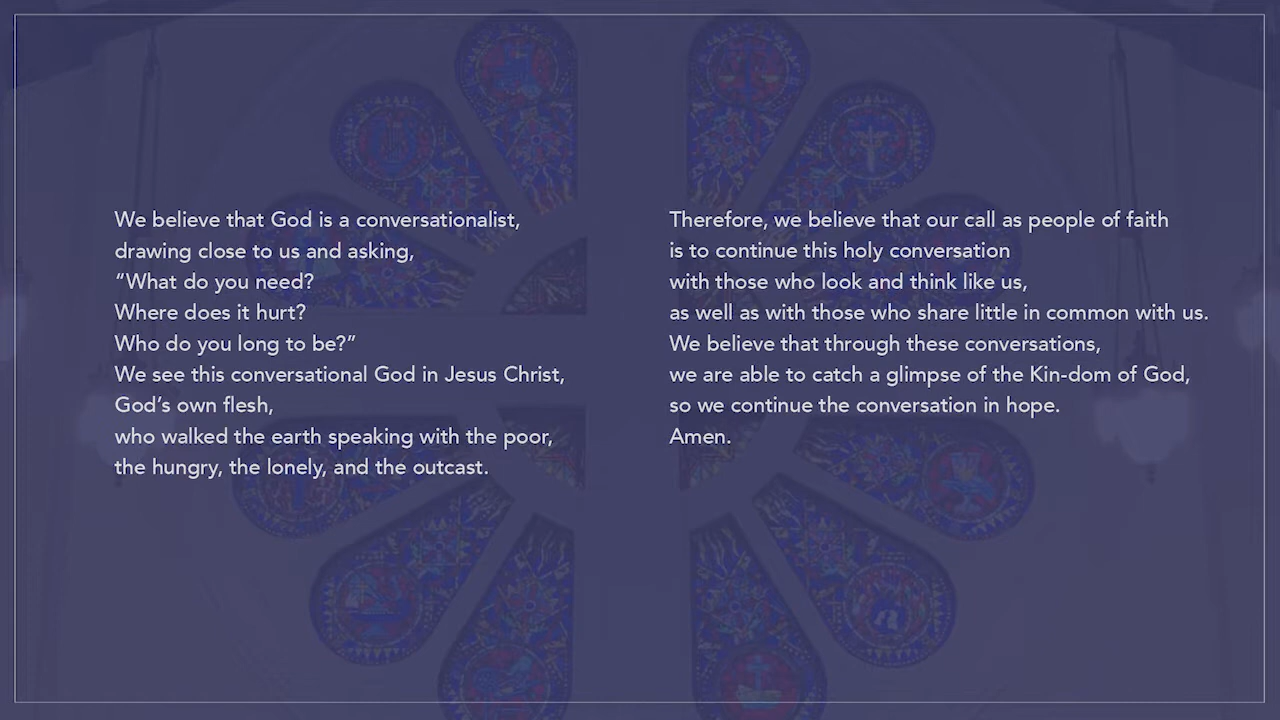 We believe that God is a conversationalist,
drawing close to us and asking,
“What do you need?
Where does it hurt?
Who do you long to be?”
We see this conversational God in Jesus Christ,
God’s own flesh,
who walked the earth speaking with the poor,
the hungry, the lonely, and the outcast.
Therefore, we believe that our call as people of faith
is to continue this holy conversation
with those who look and think like us,
as well as with those who share little in common with us.
We believe that through these conversations,
we are able to catch a glimpse of the Kin-dom of God,
so we continue the conversation in hope.
Amen.